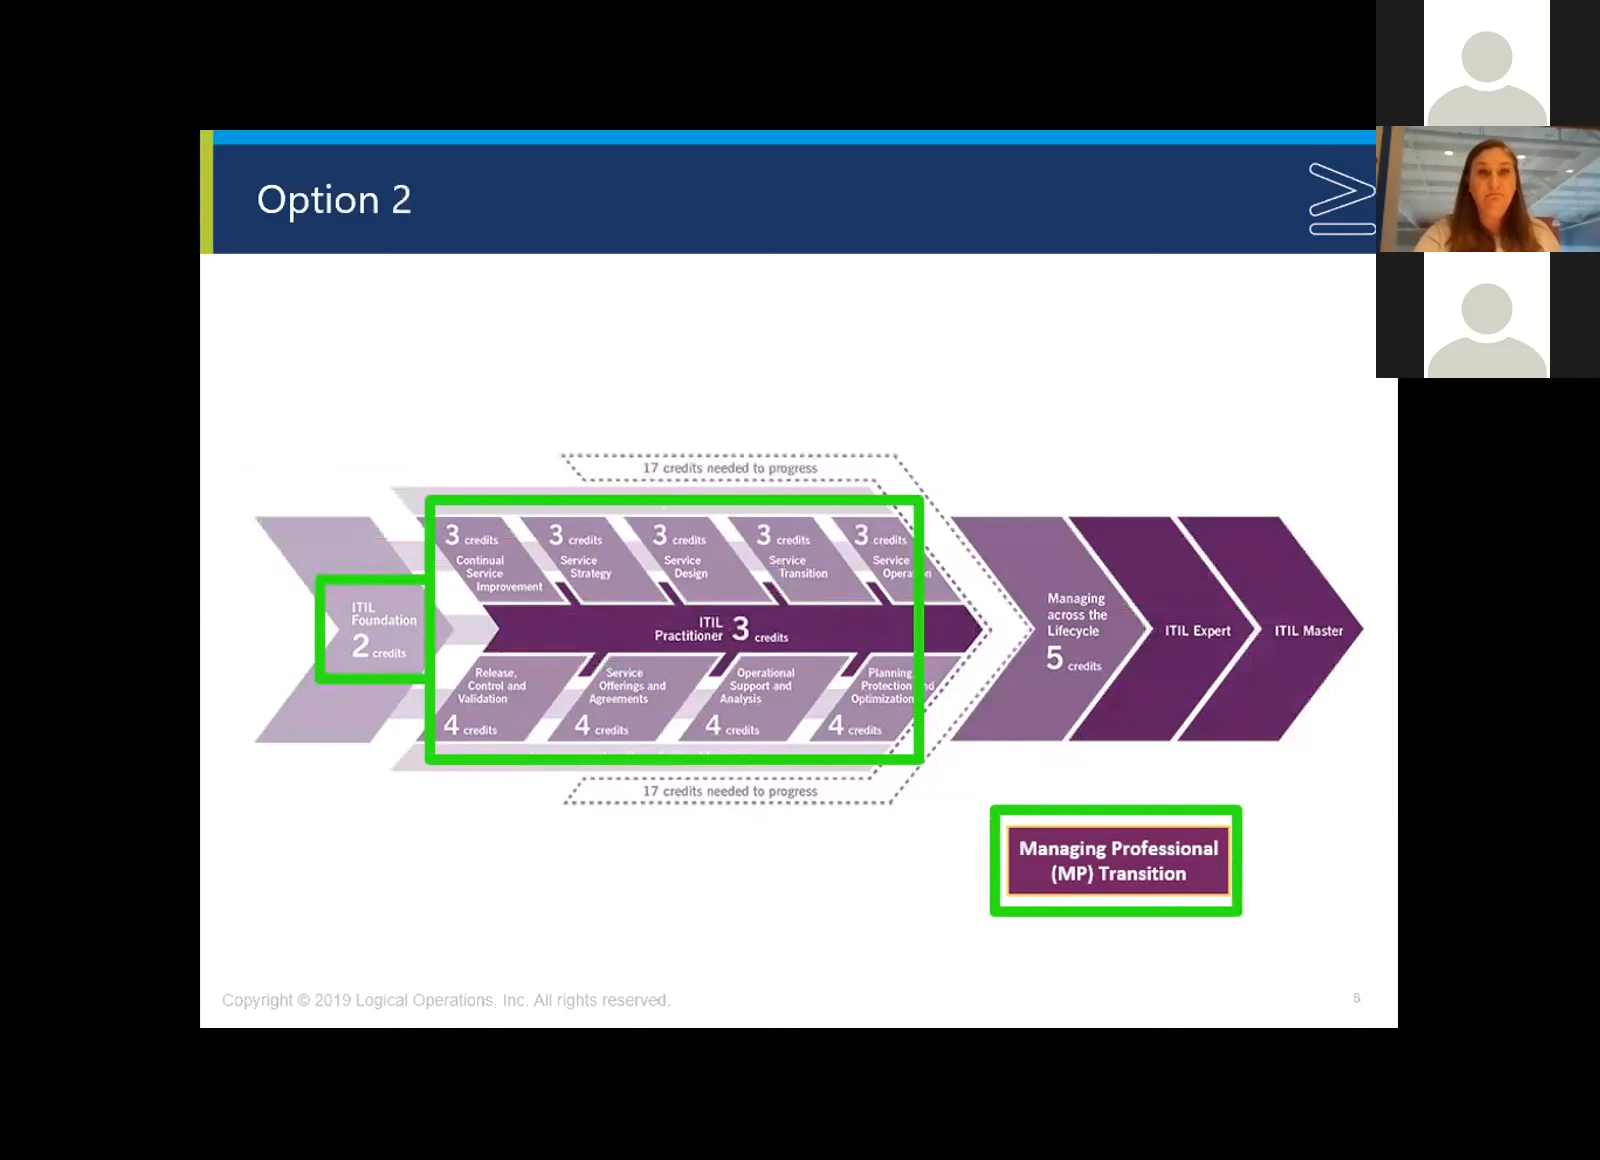 Option 2
17 credits needed to progress
3 credits
Continual
Service
Improvement
3 credits
Service
Strategy
3 credits
Service
Design
3 credits
Service
Transition
3 credits
Service
Operation
ITIL
Foundation
2 credits
ITIL
Practitioner 3 credits
Release,
Control and
Validation
4 credits
Service
Offerings and
Agreements
4 credits
Operational
Support and
Analysis
4 credits
Planning,
Protection and
Optimization
4 credits
17 credits needed to progress
Managing
across the
Lifecycle
5 credits
ITIL Expert
ITIL Master
Managing Professional
(MP) Transition
Copyright © 2019 Logical Operations, Inc. All rights reserved.